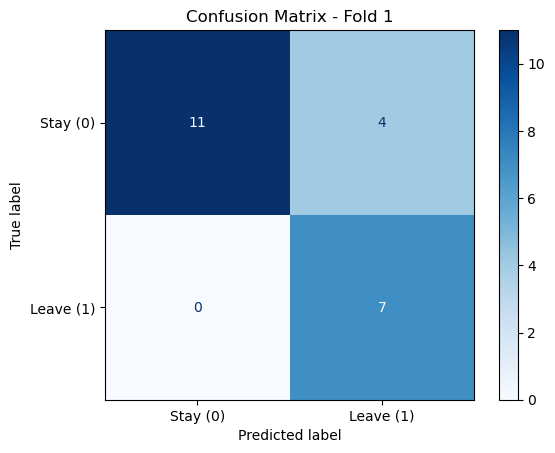 Confusion Matrix - Fold 1
True label
Stay (0)
11
4
Leave (1)
0
7
Stay (0)
Leave (1)
Predicted label
10
8
6
4
2
0